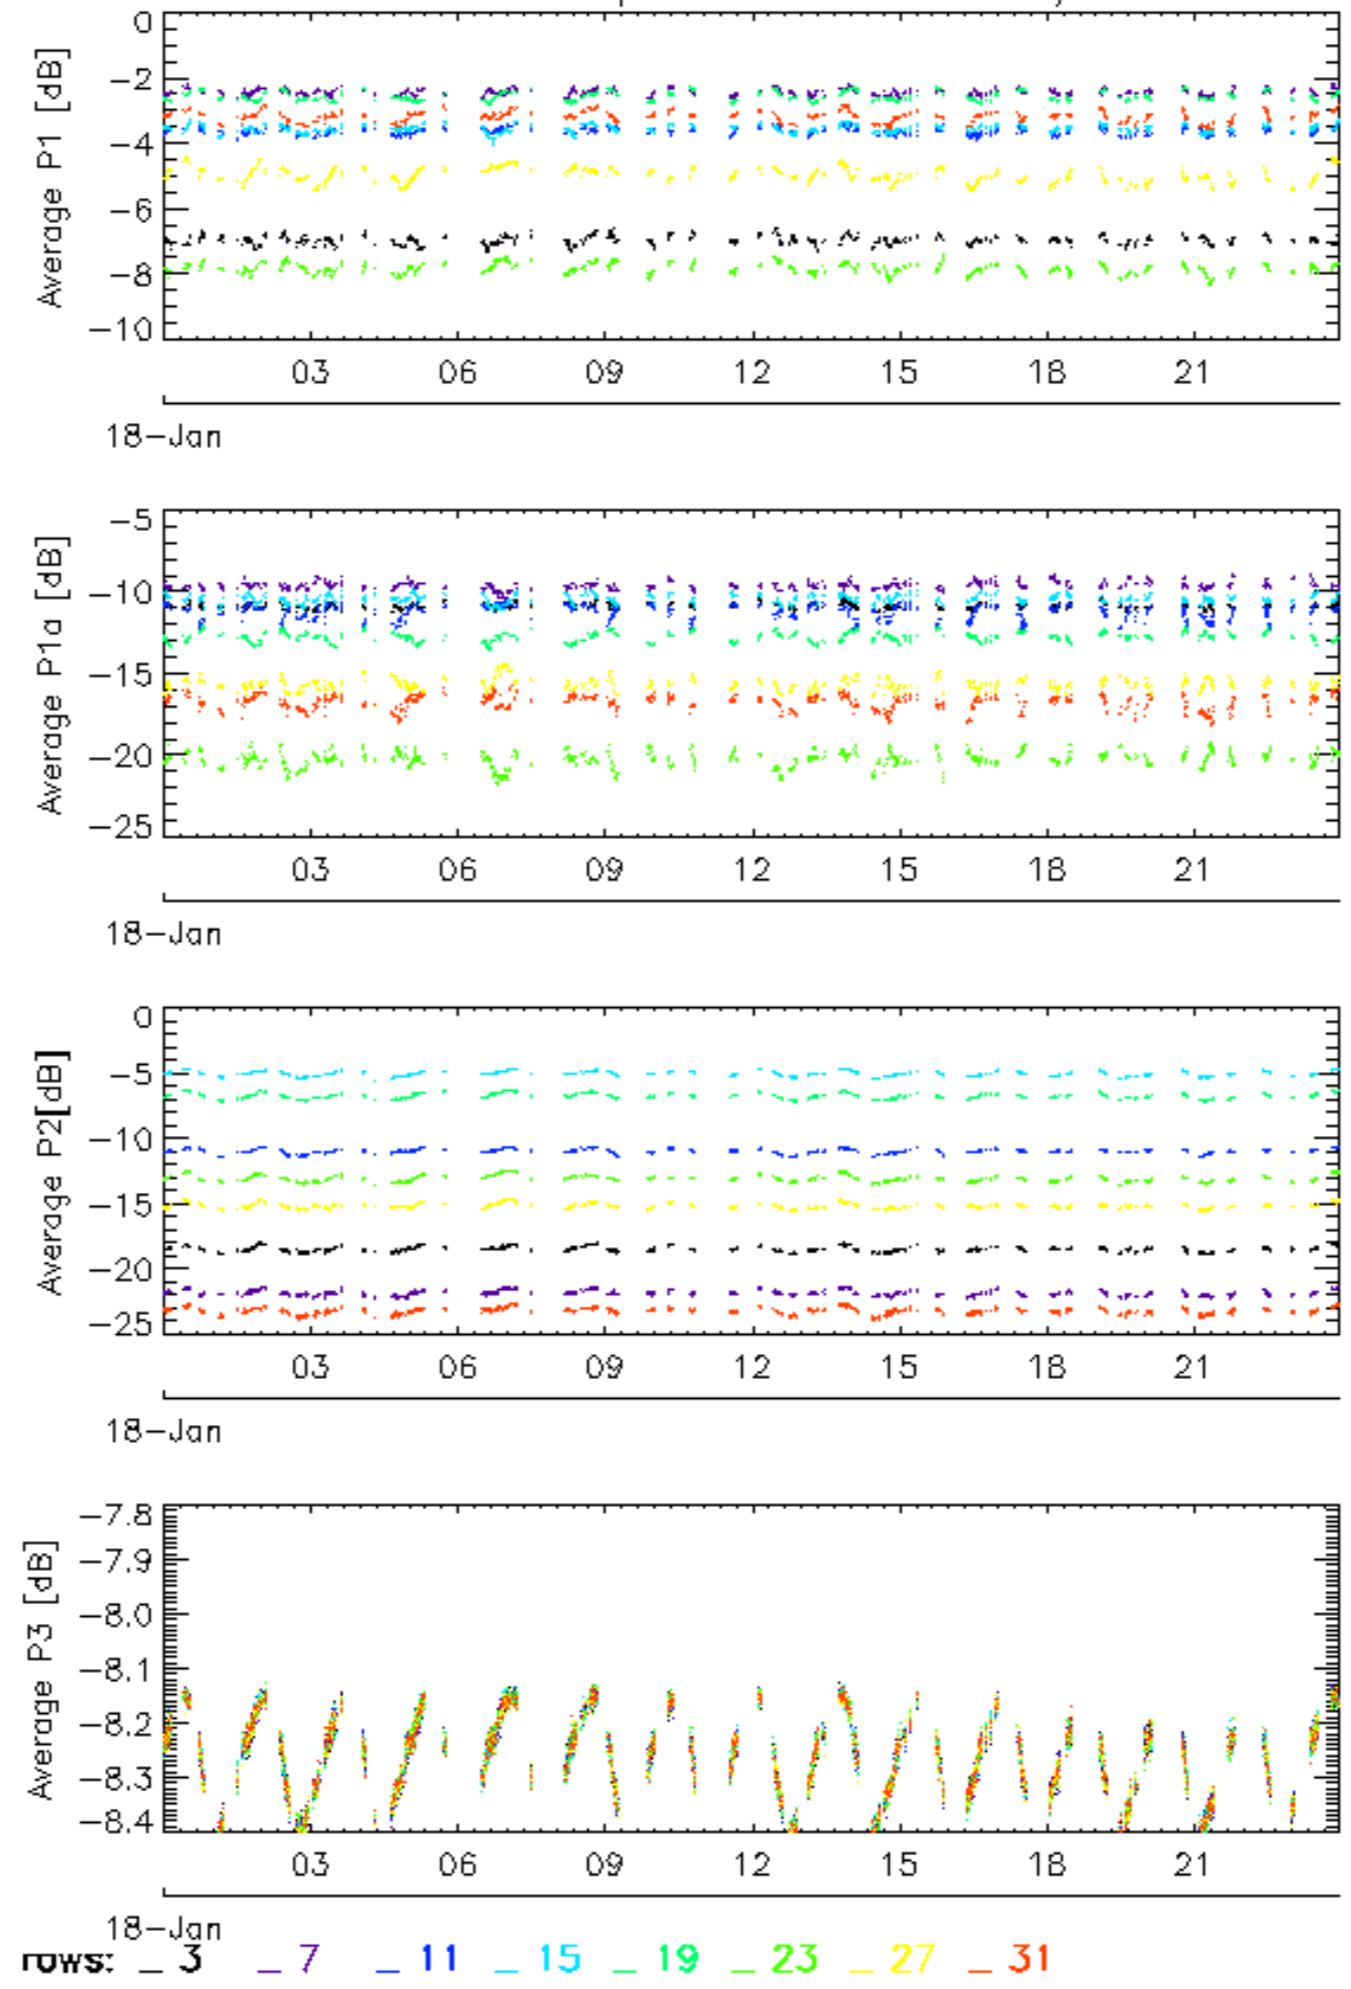 Average P1 [dB]
0
−2
−4
−6
−8
−10
03 06 09 12 15 18 21
18−Jan
Average P1a [dB]
−5
−10
−15
−20
−25
03 06 09 12 15 18 21
18−Jan
Average P2[dB]
0
−5
−10
−15
−20
−25
03 06 09 12 15 18 21
18−Jan
Average P3 [dB]
−7.8
−7.9
−8.0
−8.1
−8.2
−8.3
−8.4
03 06 09 12 15 18 21
18−Jan
rows: _ 3 _ 7 _ 11 _ 15 _ 19 _ 23 _ 27 _ 31